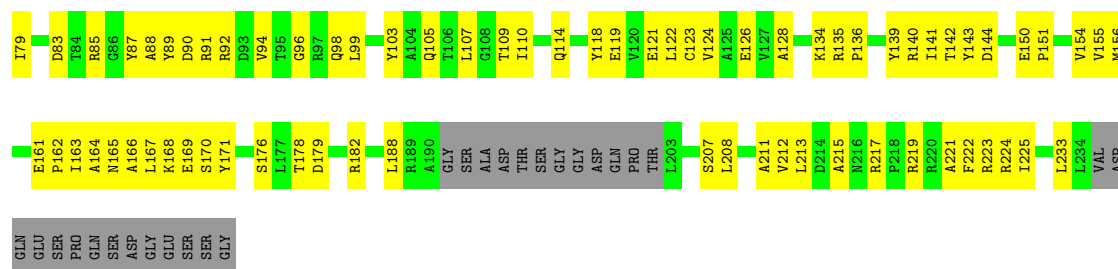 I79 D83 T84 R85 G86 Y87 A88 Y89 D90 R91 R92 D93 V94 T95 G96 R97 Q98 L99 Y103 A104 Q105 T106 L107 G108 T109 I110 Q114 Y118 E119 V120 E121 L122 C123 V124 A125 E126 V127 A128 K134 R135 P136 Y139 R140 I141 T142 Y143 D144 E150 P151 V154 V155 M156
E161 P162 I163 A164 N165 A166 L167 K168 E169 S170 Y171 S176 L177 T178 D179 R182 L188 R189 A190 GLY SER ALA ASP THR SER GLY GLY ASP GLN PRO THR L203 S207 L208 A211 V212 L213 D214 A215 N216 R217 P218 R219 R220 A221 F222 R223 R224 I225 L233 L234 VAL ASP
GLN GLU SER PRO GLN SER ASP GLY GLU SER SER GLY